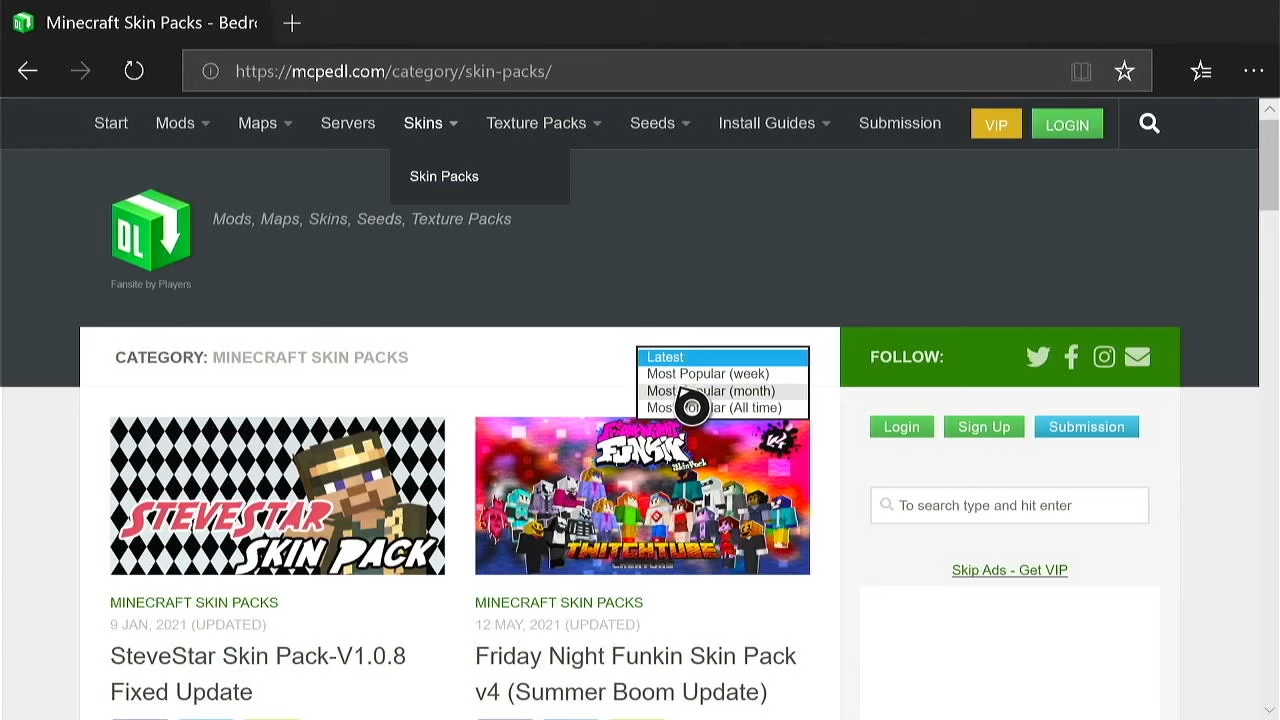 Minecraft Skin Packs - Bedr
https://mcpedl.com/category/skin-packs/
Start Mods Maps Servers Skins Texture Packs Seeds Install Guides Submission VIP LOGIN
Skin Packs
DL
Mods, Maps, Skins, Seeds, Texture Packs
Fansite by Players
CATEGORY: MINECRAFT SKIN PACKS
Latest
Most Popular (week)
Most Popular (month)
Most Popular (All time)
FOLLOW:
Login Sign Up Submission
To search type and hit enter
Skip Ads - Get VIP
STEVESTAR
SKIN PACK
MINECRAFT SKIN PACKS
9 JAN, 2021 (UPDATED)
SteveStar Skin Pack-V1.0.8
Fixed Update
FUNKIN
SkinPack
V4
TWITCHTUBE
MINECRAFT SKIN PACKS
12 MAY, 2021 (UPDATED)
Friday Night Funkin Skin Pack
v4 (Summer Boom Update)